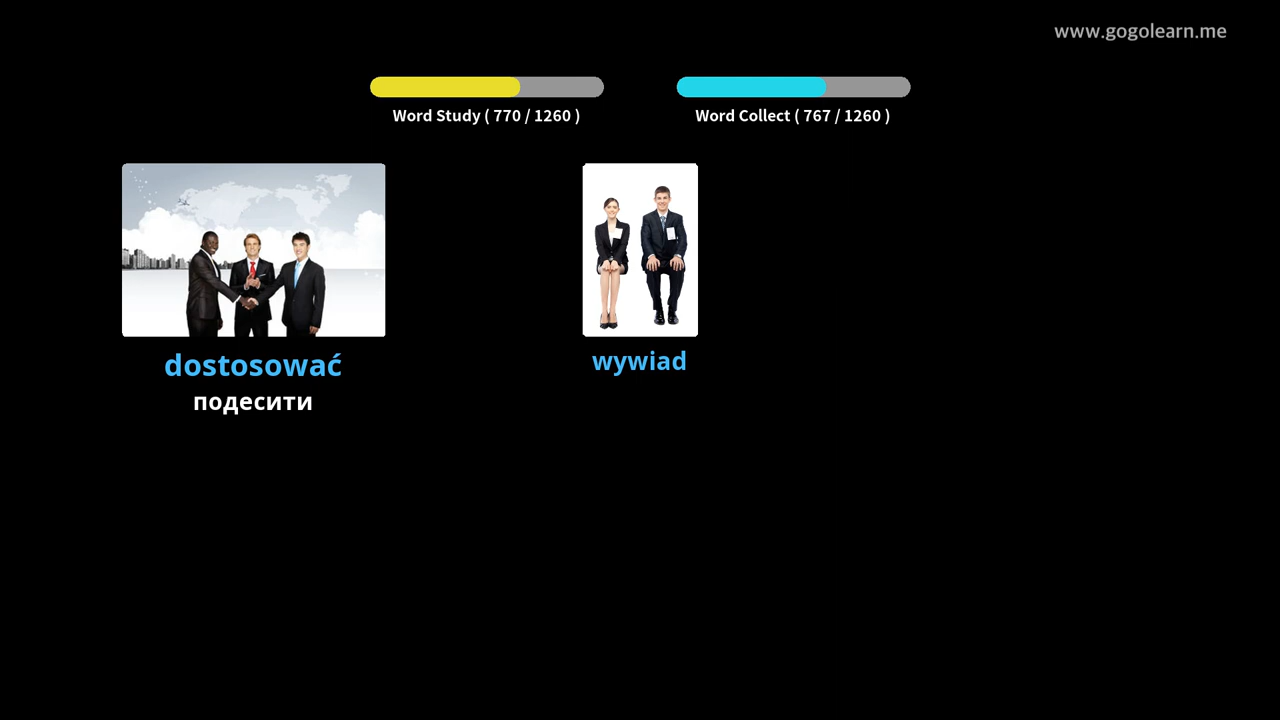 www.gogolearn.me
Word Study ( 770 / 1260 )
Word Collect ( 767 / 1260 )
dostosować
подесити
wywiad